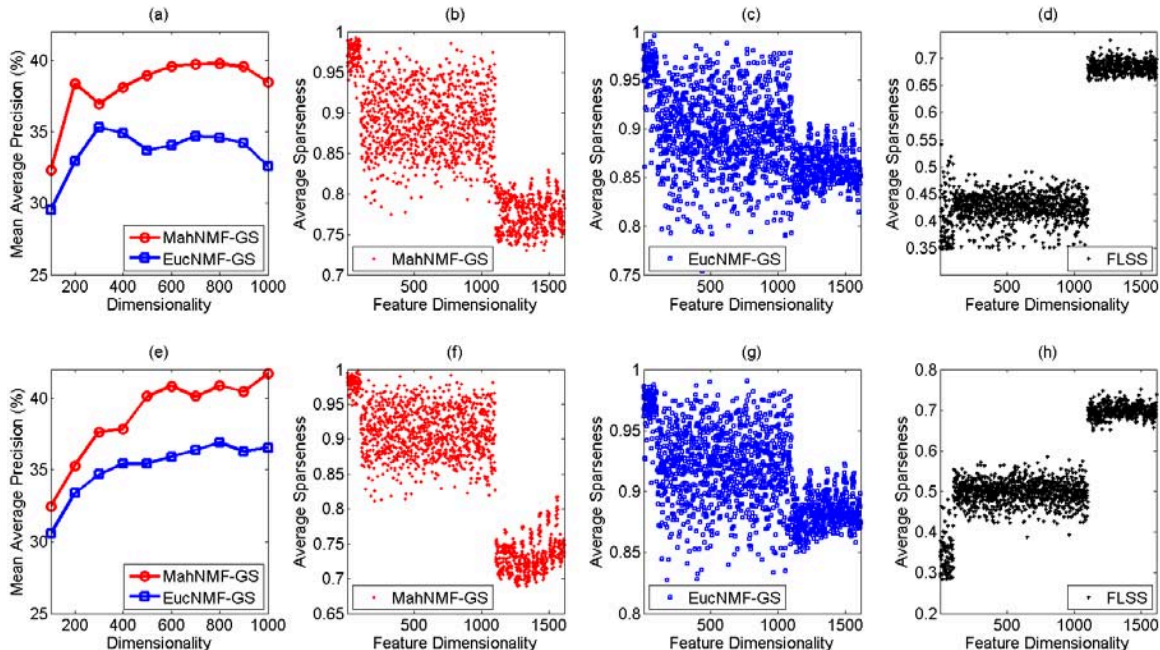 (a)
(b)
(c)
(d)
Mean Average Precision (%)
40
35
30
25
200 400 600 800 1000
Dimensionality
MahNMF-GS
EucNMF-GS
Average Sparseness
1
0.95
0.9
0.85
0.8
0.75
0.7
500 1000 1500
Feature Dimensionality
MahNMF-GS
Average Sparseness
1
0.95
0.9
0.85
0.8
0.75
500 1000 1500
Feature Dimensionality
EucNMF-GS
Average Sparseness
0.7
0.65
0.6
0.55
0.5
0.45
0.4
0.35
500 1000 1500
Feature Dimensionality
FLSS
(e)
(f)
(g)
(h)
Mean Average Precision (%)
40
35
30
25
200 400 600 800 1000
Dimensionality
MahNMF-GS
EucNMF-GS
Average Sparseness
1
0.95
0.9
0.85
0.8
0.75
0.7
0.65
500 1000 1500
Feature Dimensionality
MahNMF-GS
Average Sparseness
1
0.95
0.9
0.85
0.8
500 1000 1500
Feature Dimensionality
EucNMF-GS
Average Sparseness
0.8
0.7
0.6
0.5
0.4
0.3
0.2
500 1000 1500
Feature Dimensionality
FLSS